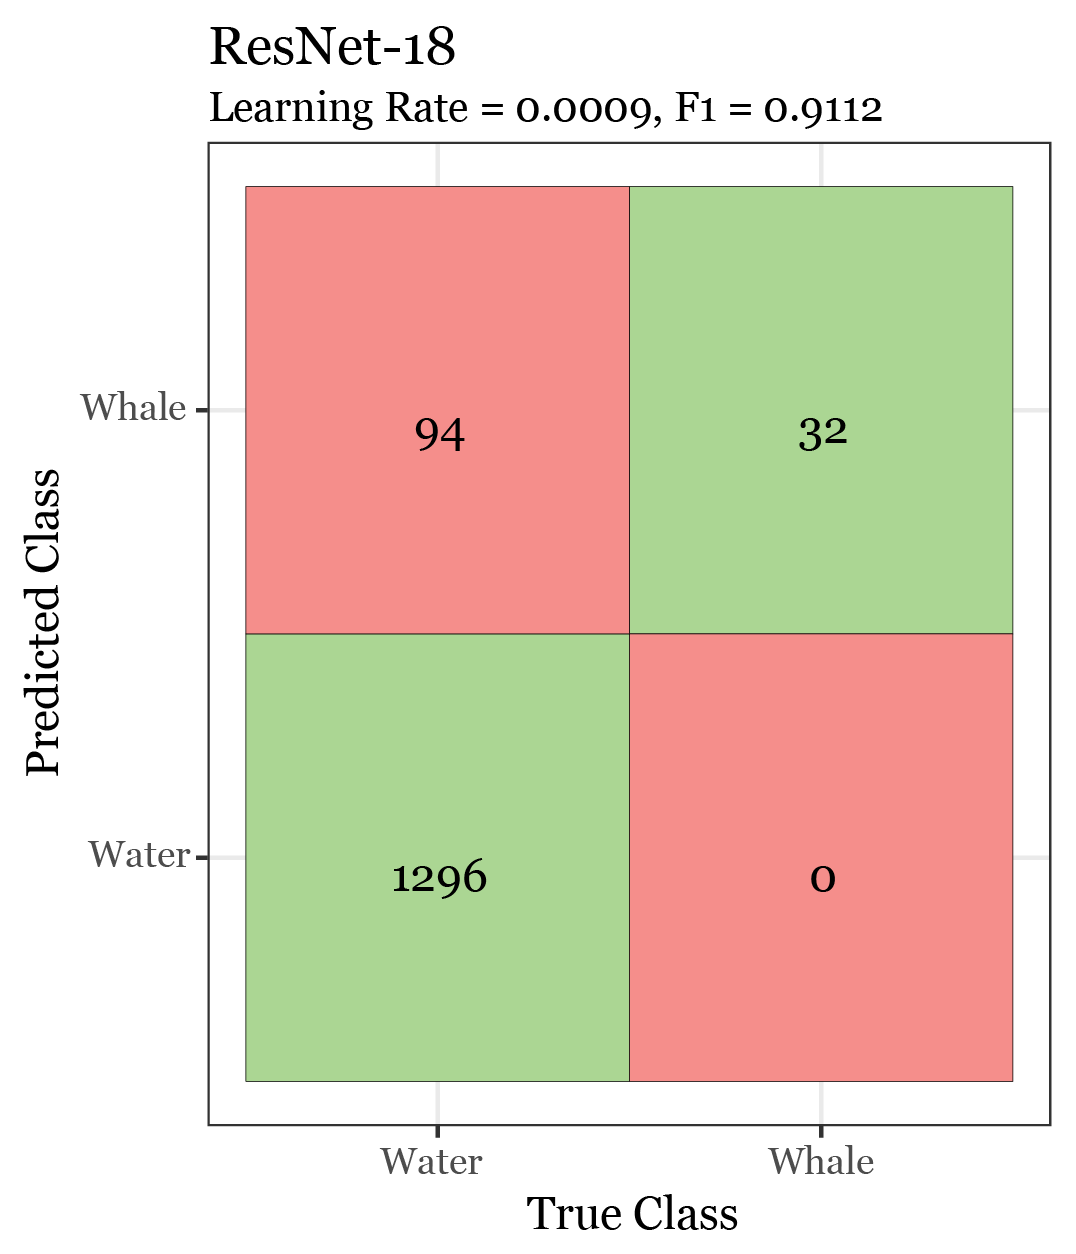 ResNet-18
Learning Rate = 0.0009, F1 = 0.9112
Predicted Class
Whale
94
32
Water
1296
0
Water
Whale
True Class